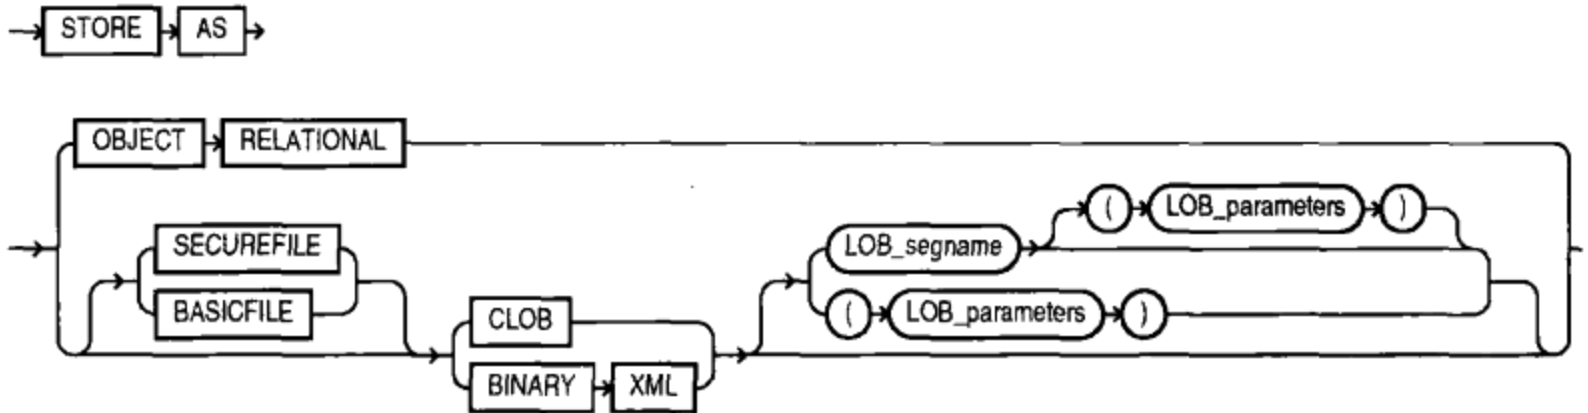 STORE AS
OBJECT RELATIONAL
( LOB_parameters )
SECUREFILE LOB_segname
BASICFILE ( LOB_parameters )
CLOB
BINARY XML